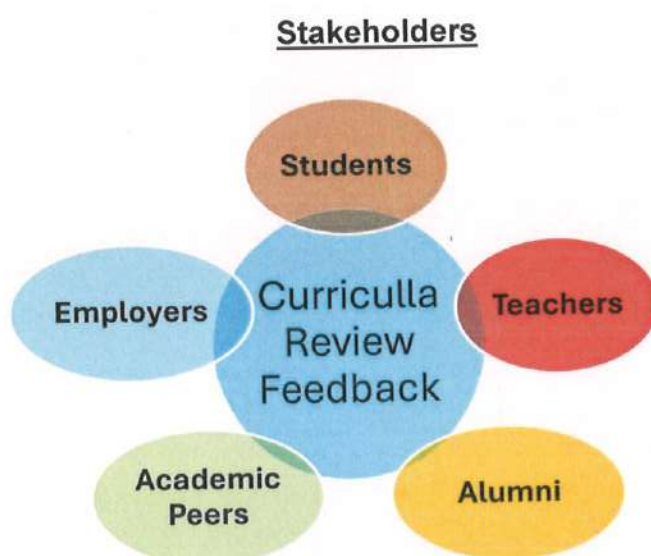 Stakeholders
Students
Employers
Curriculla
Review
Feedback
Teachers
Academic
Peers
Alumni